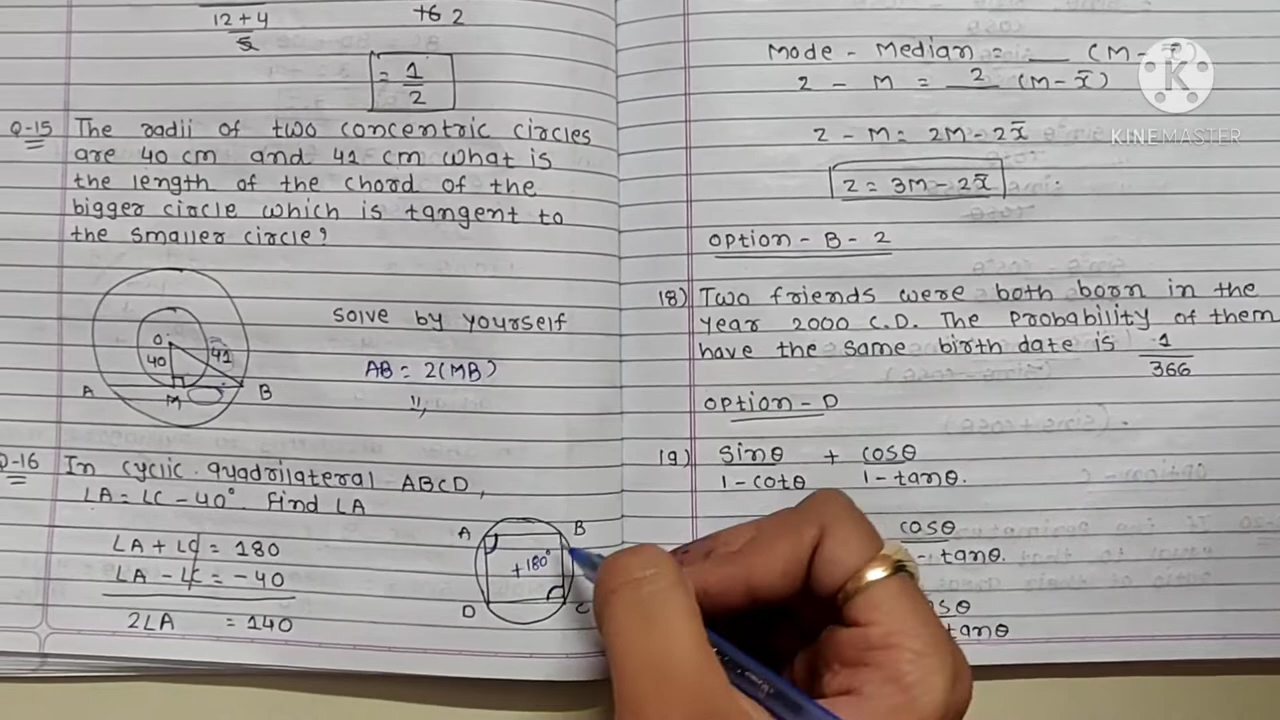 12 + 4
5
+6 2
= 1
2
Q-15 The radii of two concentric circles
are 40 cm and 41 cm what is
the length of the chord of the
bigger circle which is tangent to
the smaller circle?
O
40
41
A
M
B
solve by yourself
AB = 2(MB)
Q-16 In cyclic quadrilateral ABCD,
∠A = ∠C - 40° Find ∠A
∠A + ∠C = 180
∠A - ∠C = -40
2∠A = 140
A
B
+ 180°
D
C
Mode - Median = __ (M -
Z - M = 2 (M - x̄)
Z - M = 2M - 2x̄
Z = 3M - 2x̄
option - B - 2
18) Two friends were both born in the
year 2000 C.D. The probability of them
have the same birth date is 1
366
option - D
19) sinθ + cosθ
1 - cotθ 1 - tanθ.
cosθ
- tanθ.
sθ
tanθ
K
KINEMASTER